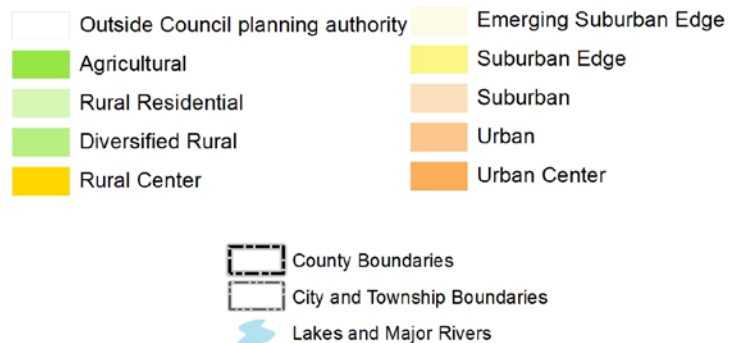 Outside Council planning authority
Agricultural
Rural Residential
Diversified Rural
Rural Center
Emerging Suburban Edge
Suburban Edge
Suburban
Urban
Urban Center
County Boundaries
City and Township Boundaries
Lakes and Major Rivers